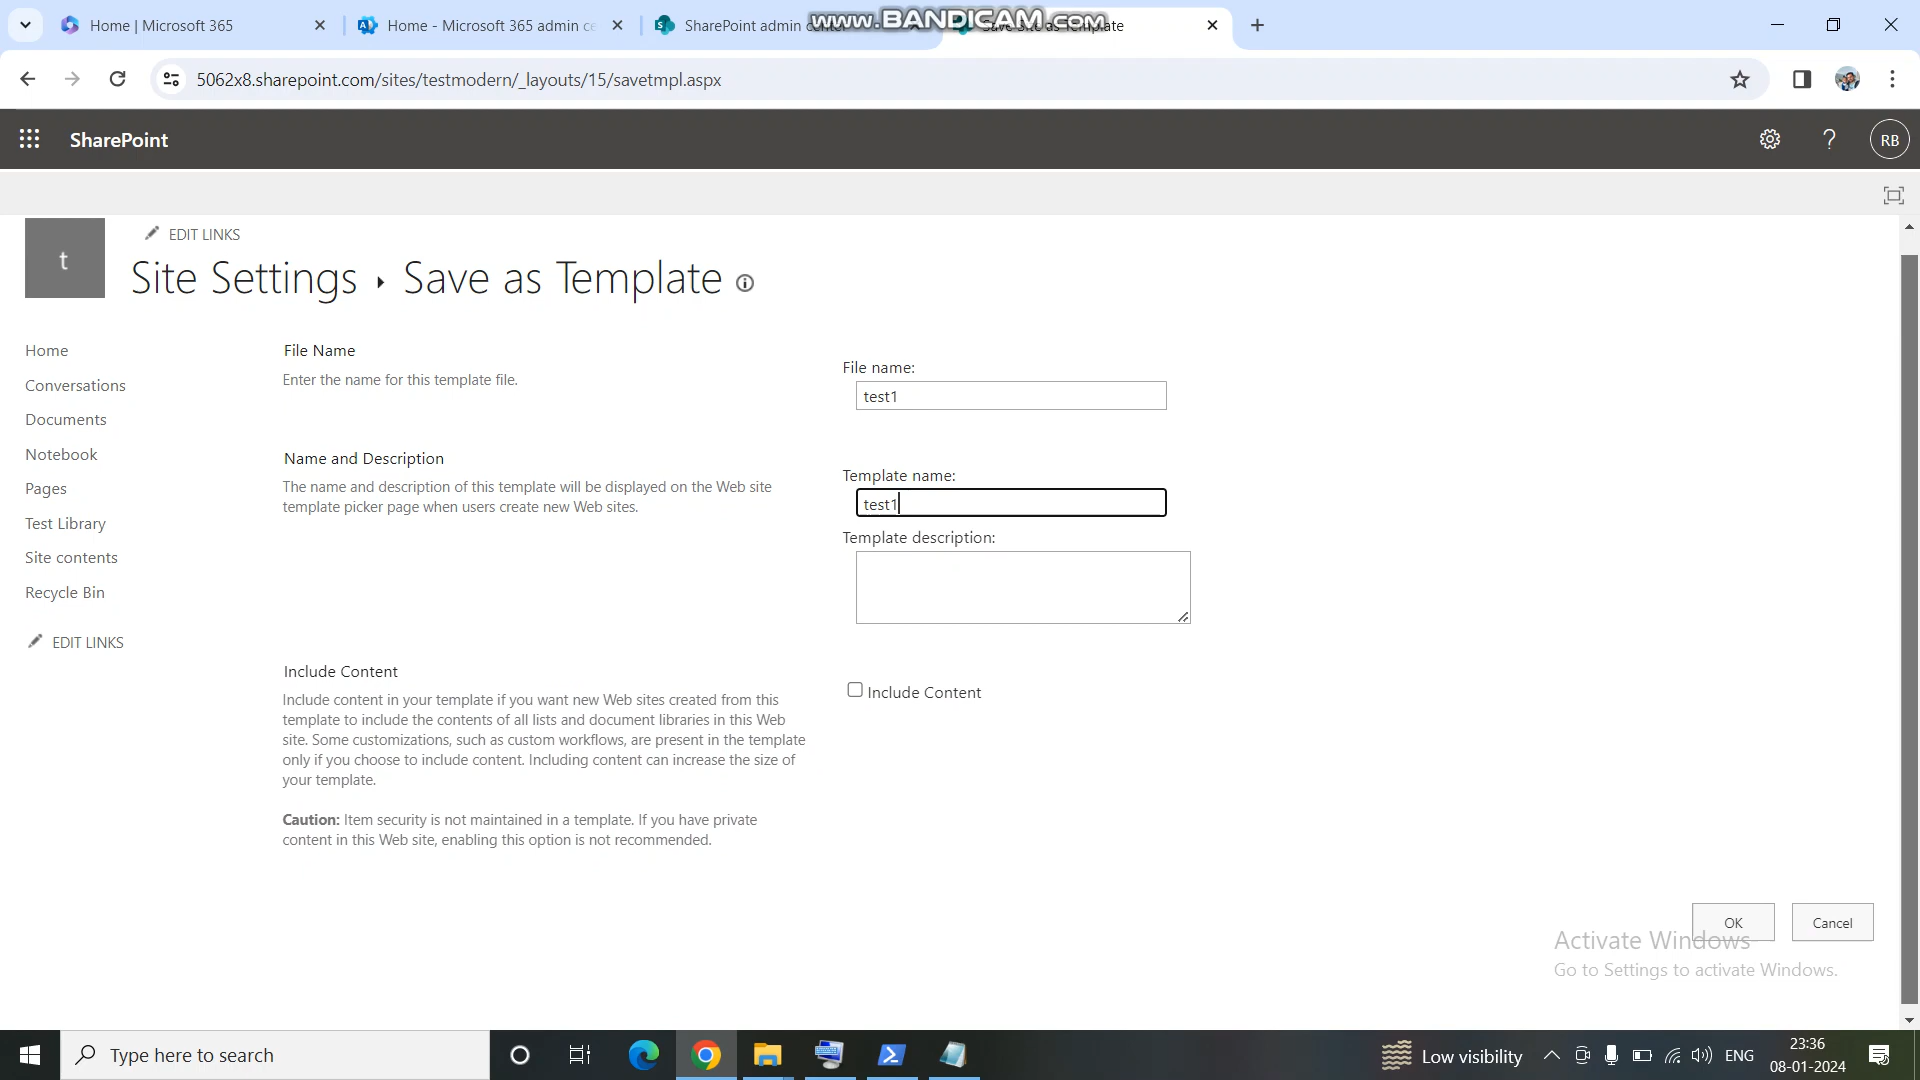 www.BANDICAM.com
Home | Microsoft 365
Home - Microsoft 365 admin ce
SharePoint admin center
Save Site as Template
5062x8.sharepoint.com/sites/testmodern/_layouts/15/savetmpl.aspx
SharePoint
RB
t
EDIT LINKS
Site Settings ▸ Save as Template
Home
Conversations
Documents
Notebook
Pages
Test Library
Site contents
Recycle Bin
EDIT LINKS
File Name
Enter the name for this template file.
File name:
test1
Name and Description
The name and description of this template will be displayed on the Web site
template picker page when users create new Web sites.
Template name:
test1
Template description:
Include Content
Include content in your template if you want new Web sites created from this
template to include the contents of all lists and document libraries in this Web
site. Some customizations, such as custom workflows, are present in the template
only if you choose to include content. Including content can increase the size of
your template.
Caution: Item security is not maintained in a template. If you have private
content in this Web site, enabling this option is not recommended.
Include Content
OK
Cancel
Activate Windows
Go to Settings to activate Windows.
Type here to search
Low visibility
ENG
23:36
08-01-2024